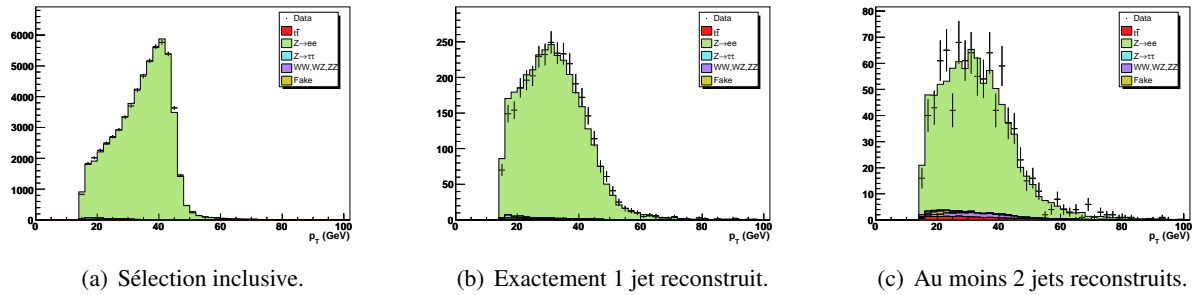 6000
5000
4000
3000
2000
1000
0
0 20 40 60 80 100
p_T (GeV)
Data
tt̄
Z→ee
Z→ττ
WW,WZ,ZZ
Fake
(a) Sélection inclusive.
250
200
150
100
50
0
0 20 40 60 80 100
p_T (GeV)
Data
tt̄
Z→ee
Z→ττ
WW,WZ,ZZ
Fake
(b) Exactement 1 jet reconstruit.
80
70
60
50
40
30
20
10
0
0 20 40 60 80 100
p_T (GeV)
Data
tt̄
Z→ee
Z→ττ
WW,WZ,ZZ
Fake
(c) Au moins 2 jets reconstruits.